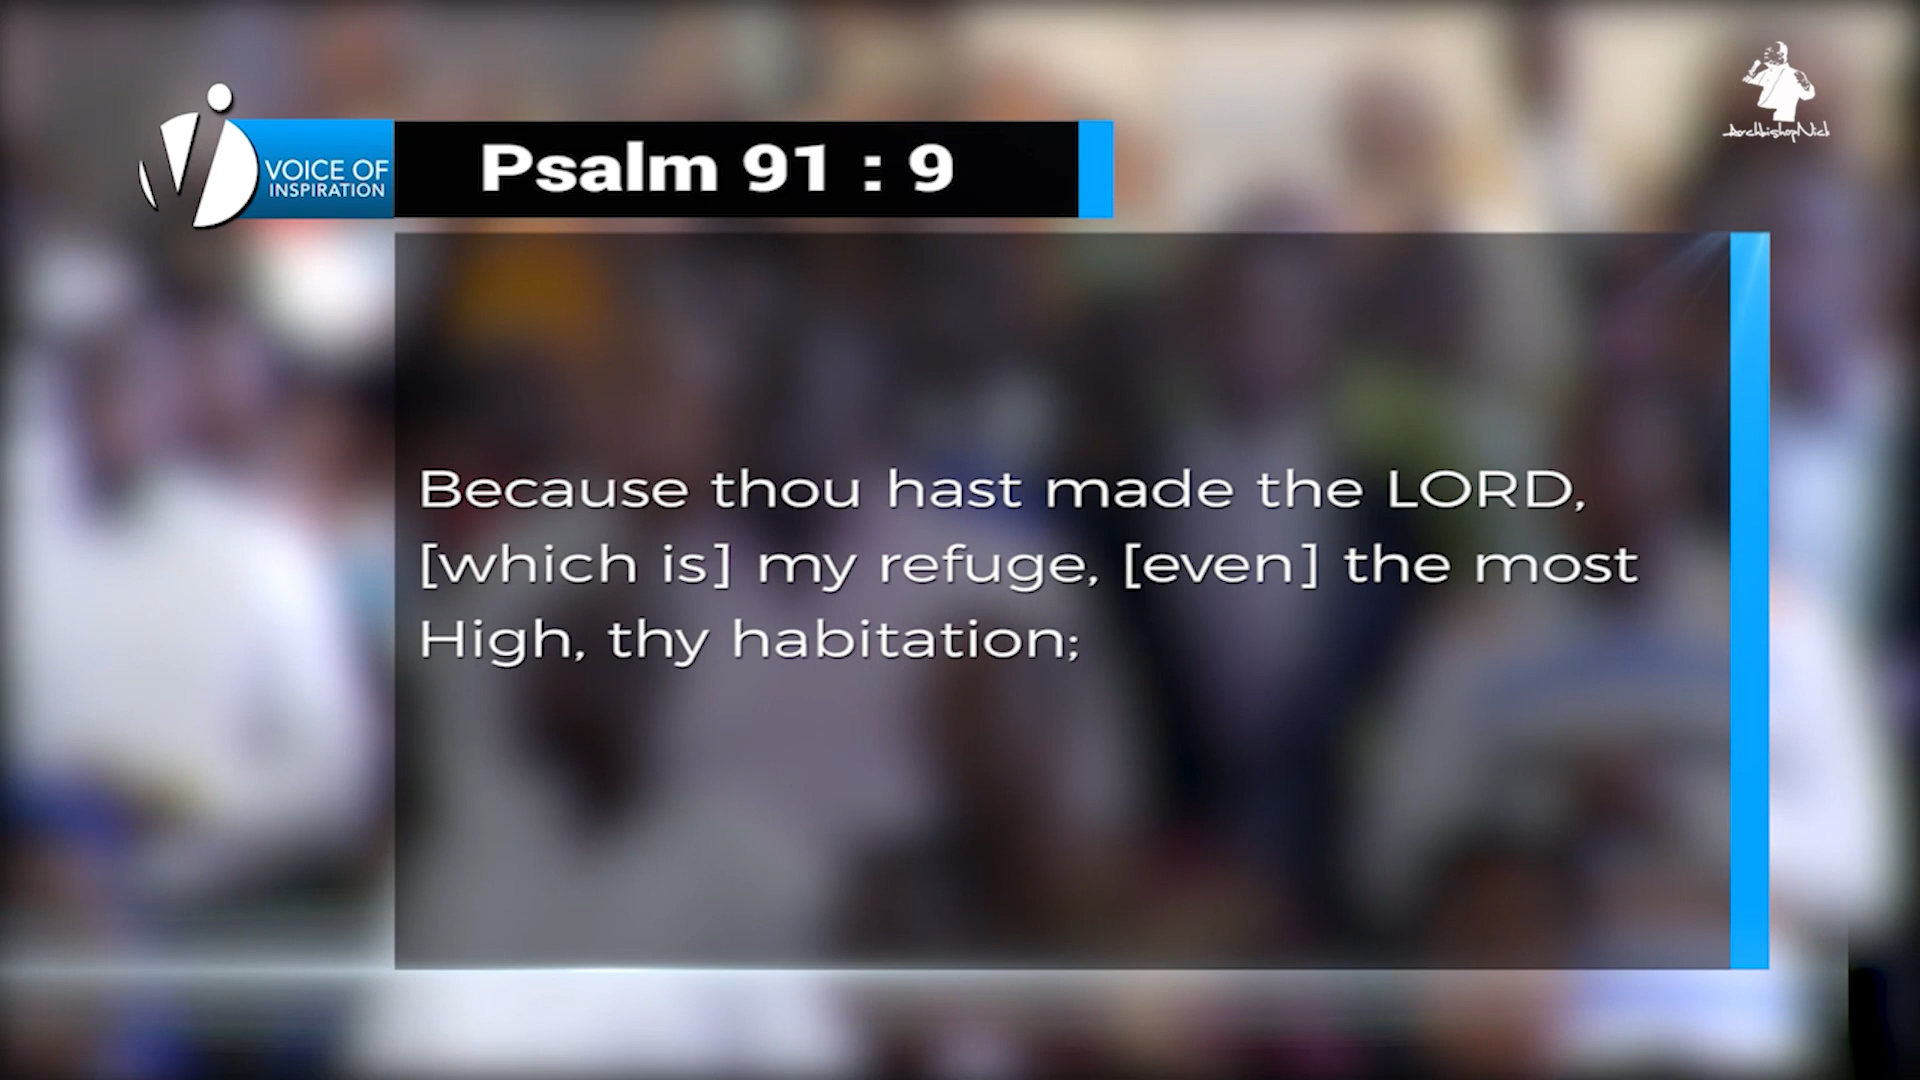 VOICE OF
INSPIRATION
Psalm 91 : 9
ArchbishopNick
Because thou hast made the LORD,
[which is] my refuge, [even] the most
High, thy habitation;